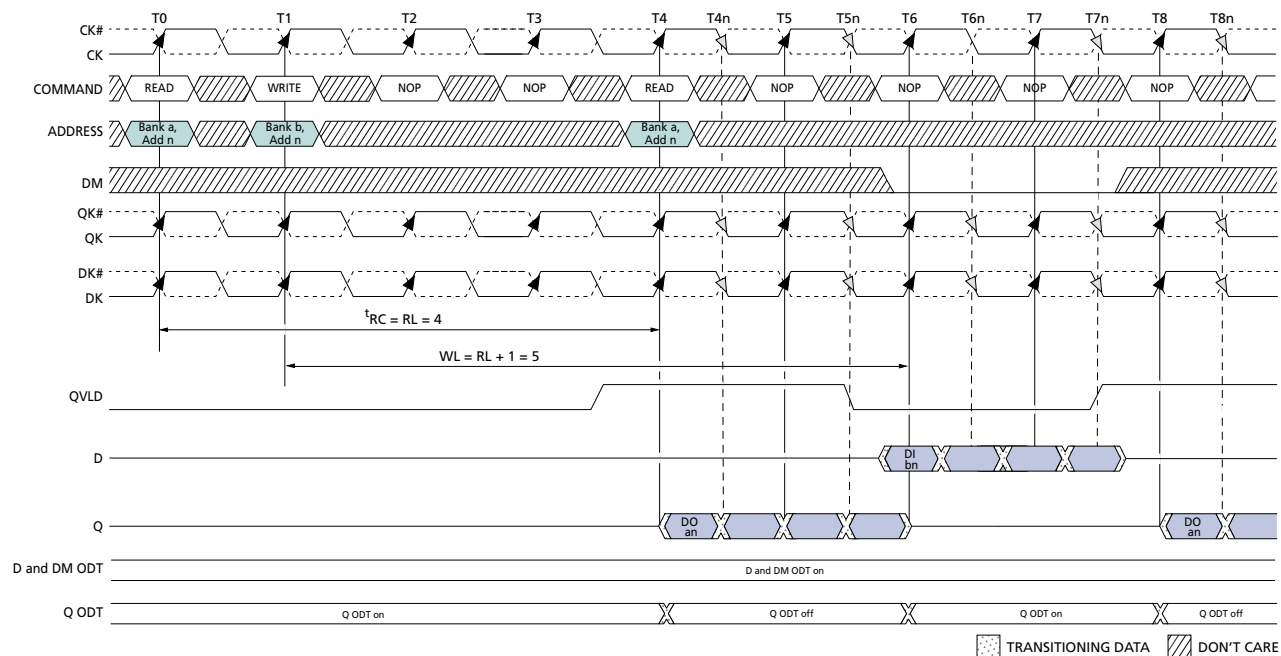 T0 T1 T2 T3 T4 T4n T5 T5n T6 T6n T7 T7n T8 T8n
CK#
CK
COMMAND READ WRITE NOP NOP READ NOP NOP NOP NOP
ADDRESS Bank a, Add n Bank b, Add n Bank a, Add n
DM
QK#
QK
DK#
DK
tRC = RL = 4
WL = RL + 1 = 5
QVLD
D DI bn
Q DO an DO an
D and DM ODT D and DM ODT on
Q ODT Q ODT on Q ODT off Q ODT on Q ODT off
TRANSITIONING DATA DON'T CARE